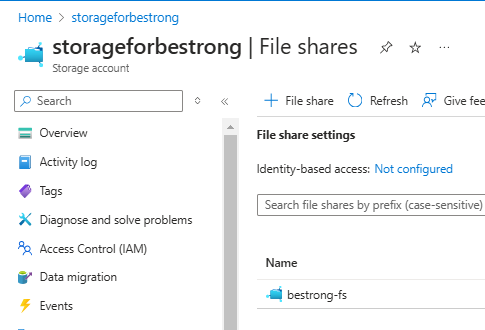 Home > storageforbestrong >
storageforbestrong | File shares
Storage account
Search
Overview
Activity log
Tags
Diagnose and solve problems
Access Control (IAM)
Data migration
Events
+ File share Refresh Give fee
File share settings
Identity-based access: Not configured
Search file shares by prefix (case-sensitive)
Name
bestrong-fs